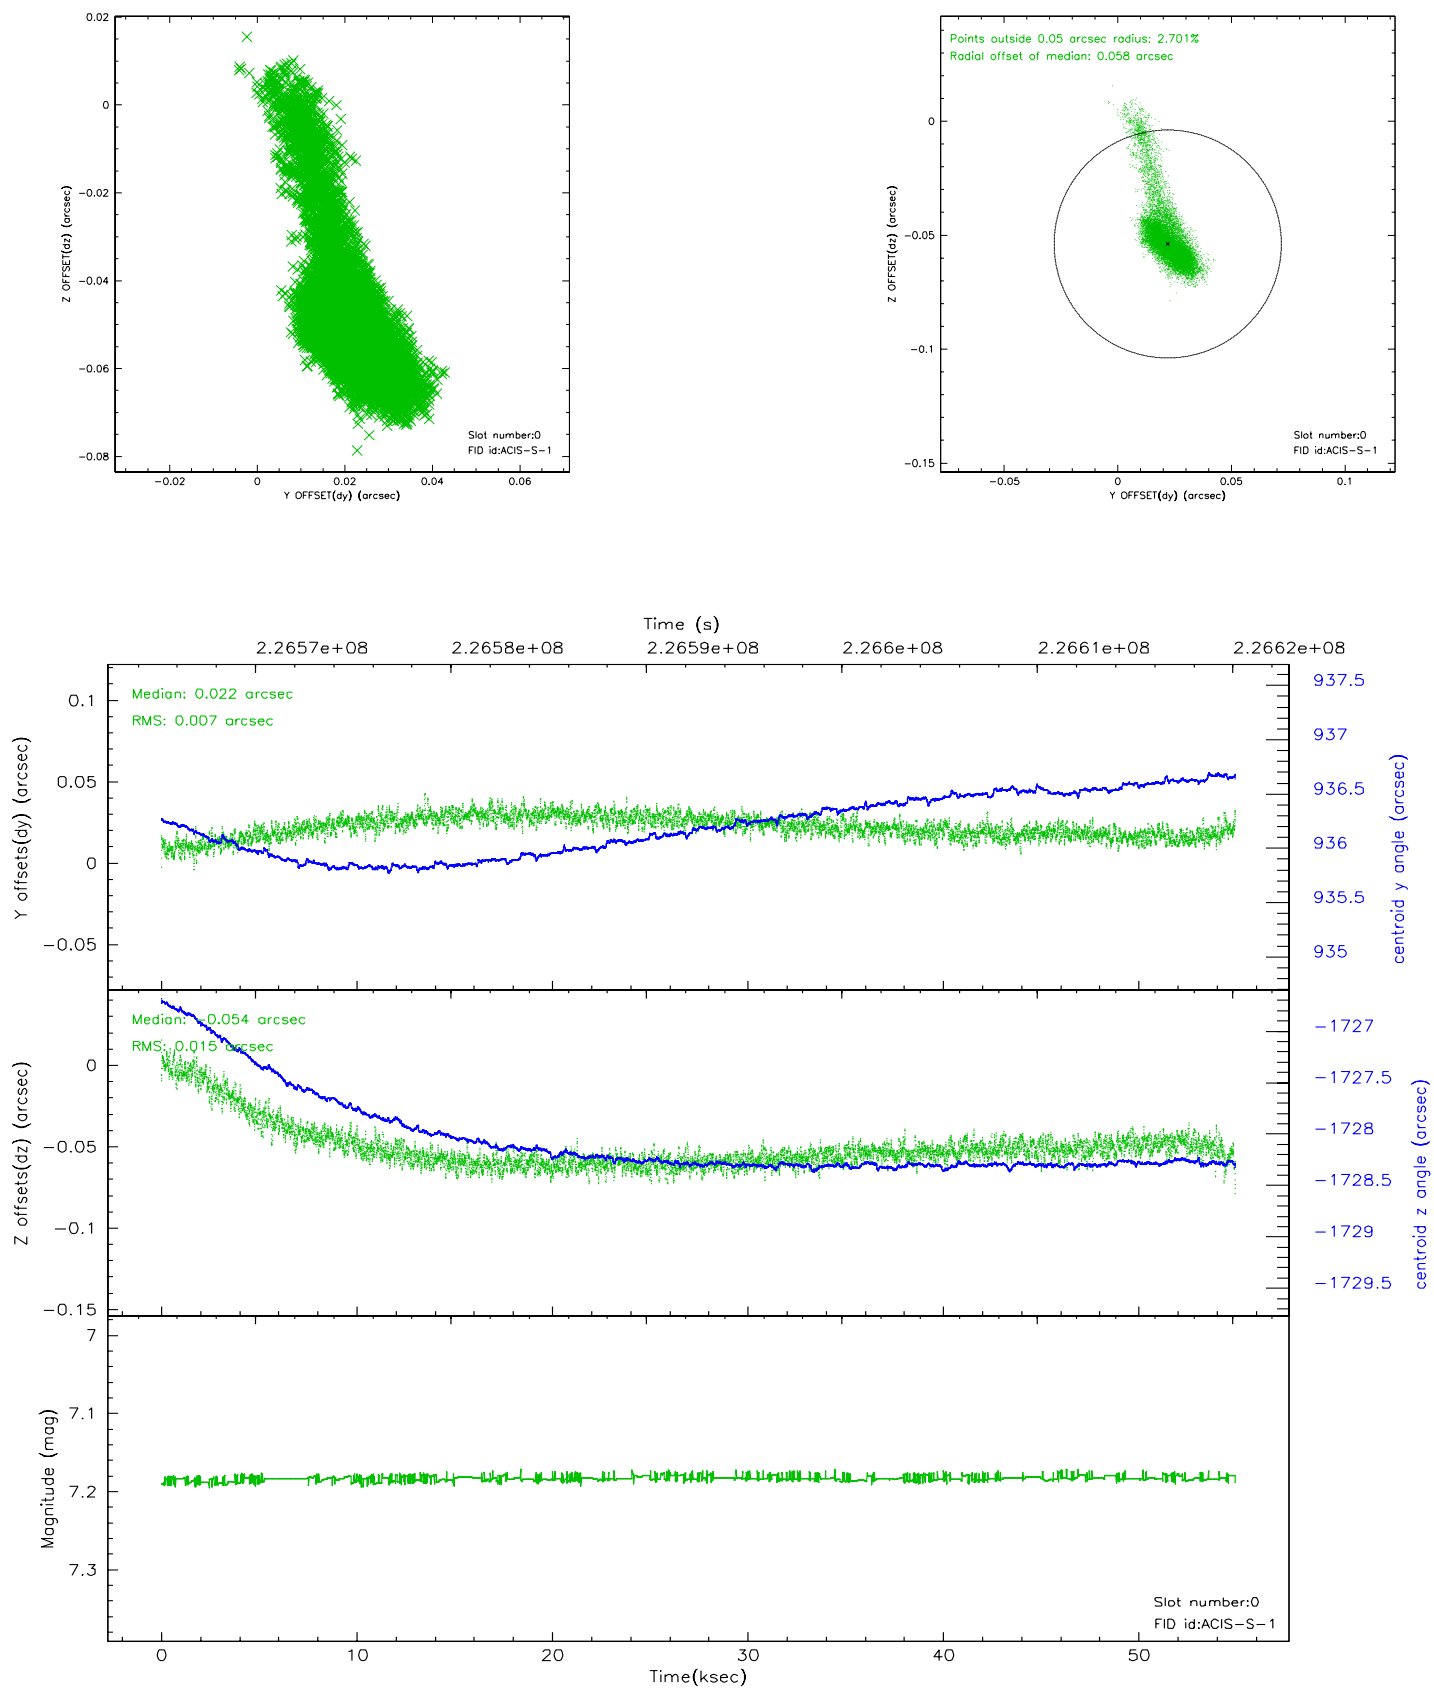 0.02
0
−0.02
−0.04
−0.06
−0.08
Z OFFSET(dz) (arcsec)
Slot number:0
FID id:ACIS−S−1
−0.02 0 0.02 0.04 0.06
Y OFFSET(dy) (arcsec)
Points outside 0.05 arcsec radius: 2.701%
Radial offset of median: 0.058 arcsec
0
−0.05
−0.1
−0.15
Z OFFSET(dz) (arcsec)
Slot number:0
FID id:ACIS−S−1
−0.05 0 0.05 0.1
Y OFFSET(dy) (arcsec)
Time (s)
2.2657e+08 2.2658e+08 2.2659e+08 2.266e+08 2.2661e+08 2.2662e+08
Median: 0.022 arcsec
RMS: 0.007 arcsec
0.1
0.05
0
−0.05
Y offsets(dy) (arcsec)
937.5
937
936.5
936
935.5
935
centroid y angle (arcsec)
Median: −0.054 arcsec
RMS: 0.015 arcsec
0
−0.05
−0.1
−0.15
Z offsets(dz) (arcsec)
−1727
−1727.5
−1728
−1728.5
−1729
−1729.5
centroid z angle (arcsec)
7
7.1
7.2
7.3
Magnitude (mag)
Slot number:0
FID id:ACIS−S−1
0 10 20 30 40 50
Time(ksec)